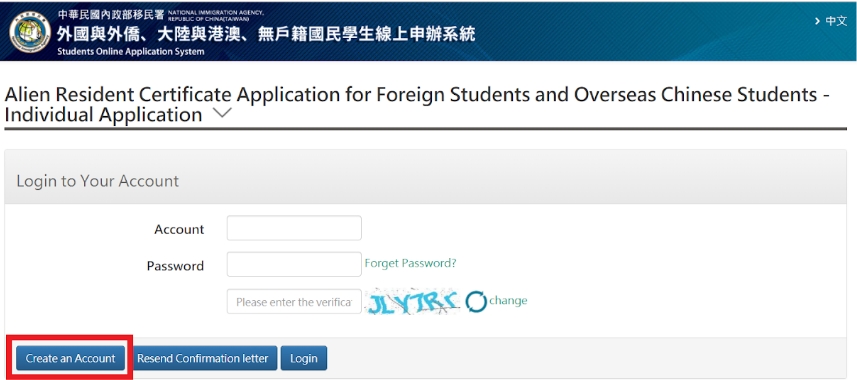 中華民國內政部移民署 NATIONAL IMMIGRATION AGENCY, REPUBLIC OF CHINA(TAIWAN)
外國與外僑、大陸與港澳、無戶籍國民學生線上申辦系統
Students Online Application System
> 中文
Alien Resident Certificate Application for Foreign Students and Overseas Chinese Students -
Individual Application
Login to Your Account
Account
Password
Forget Password?
Please enter the verifica
JLY7RC
change
Create an Account
Resend Confirmation letter
Login